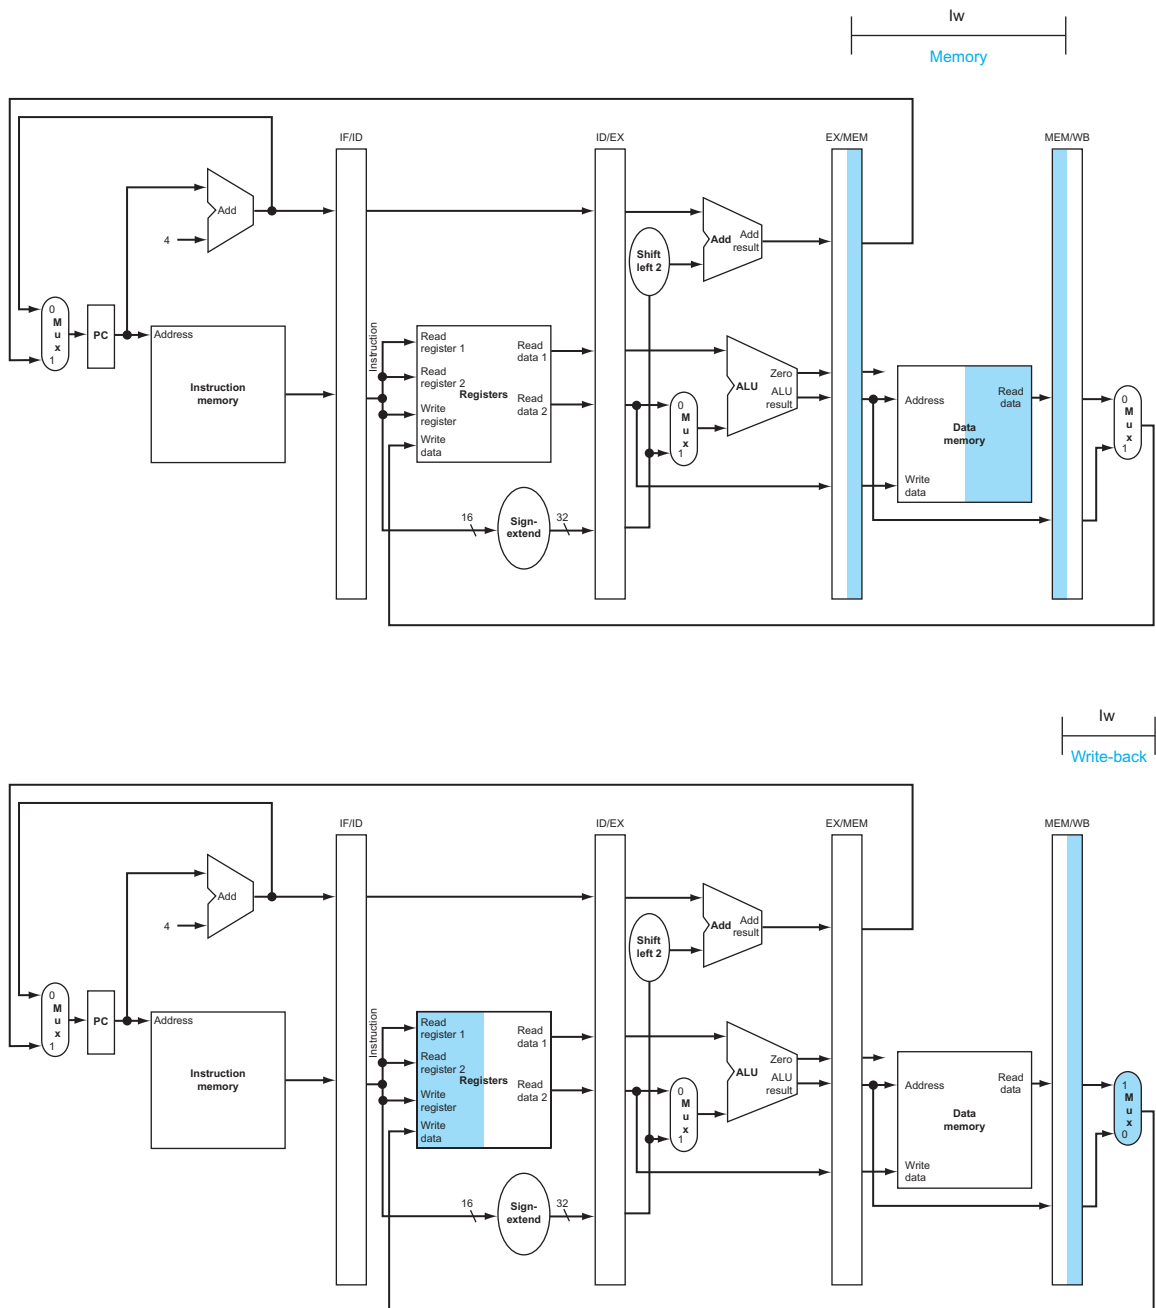 lw
Memory
IF/ID
ID/EX
EX/MEM
MEM/WB
Add
4
Add
Add
result
Shift
left 2
0
M
u
x
1
PC
Address
Instruction
memory
Instruction
Read
register 1
Read
register 2
Write
register
Write
data
Registers
Read
data 1
Read
data 2
0
M
u
x
1
ALU
Zero
ALU
result
Address
Write
data
Data
memory
Read
data
0
M
u
x
1
16
Sign-
extend
32
lw
Write-back
IF/ID
ID/EX
EX/MEM
MEM/WB
Add
4
Add
Add
result
Shift
left 2
0
M
u
x
1
PC
Address
Instruction
memory
Instruction
Read
register 1
Read
register 2
Write
register
Write
data
Registers
Read
data 1
Read
data 2
0
M
u
x
1
ALU
Zero
ALU
result
Address
Write
data
Data
memory
Read
data
1
M
u
x
0
16
Sign-
extend
32